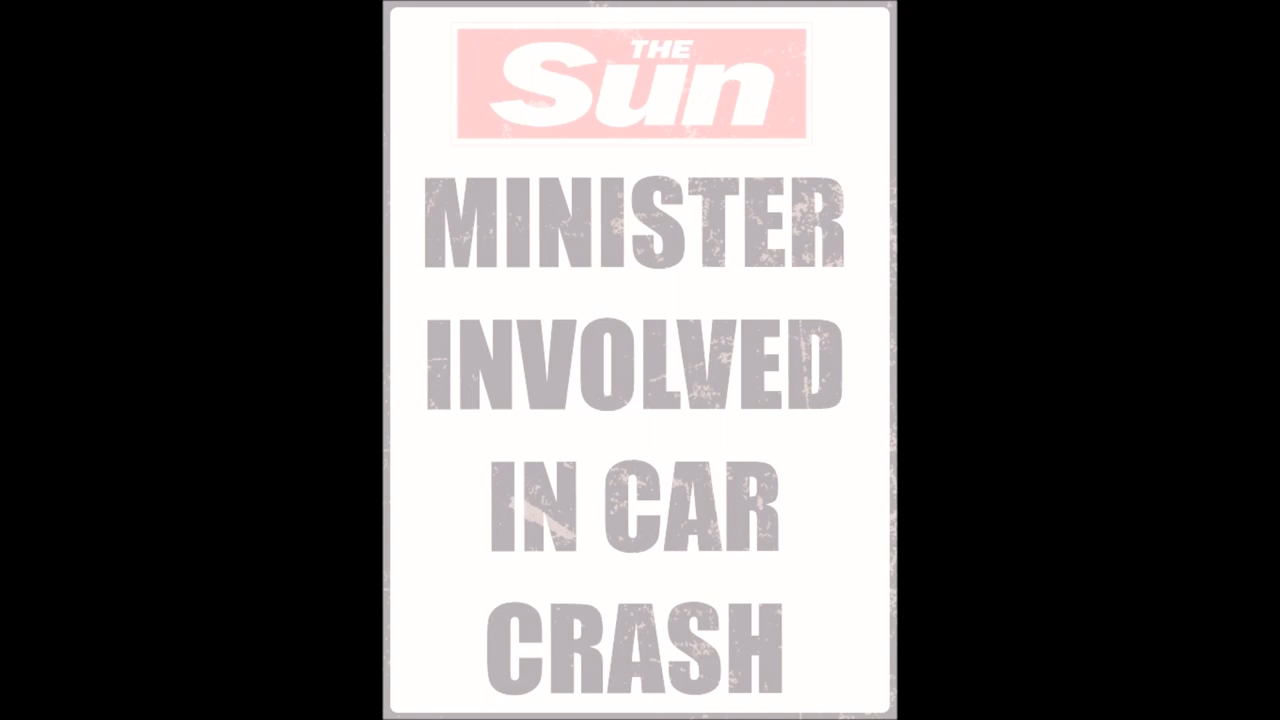 THE
Sun
MINISTER
INVOLVED
IN CAR
CRASH